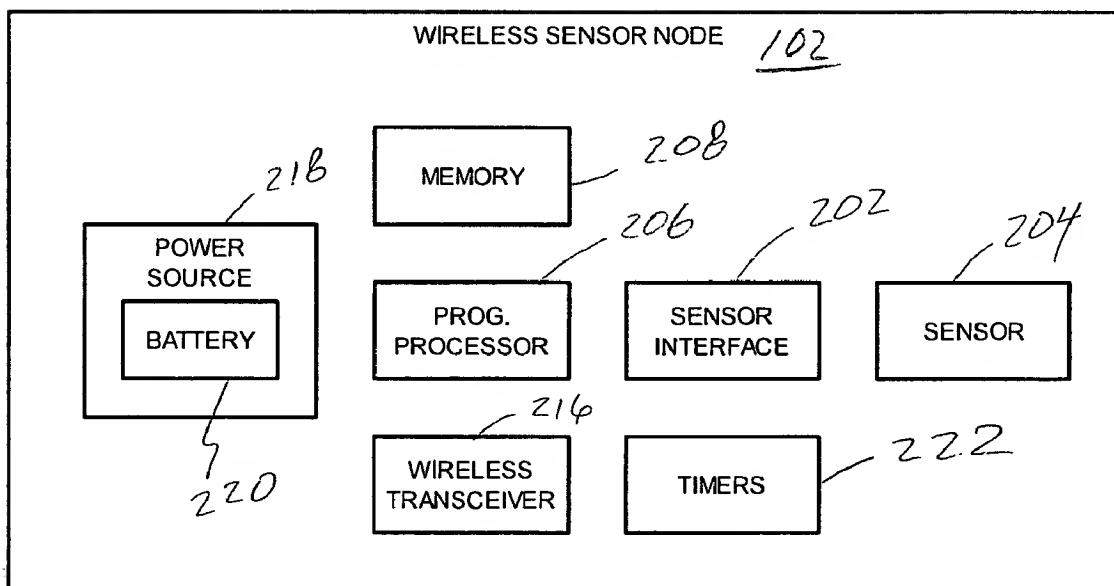 WIRELESS SENSOR NODE 102
MEMORY
208
218
POWER
SOURCE
BATTERY
220
206
PROG.
PROCESSOR
202
SENSOR
INTERFACE
204
SENSOR
216
WIRELESS
TRANSCEIVER
TIMERS
222